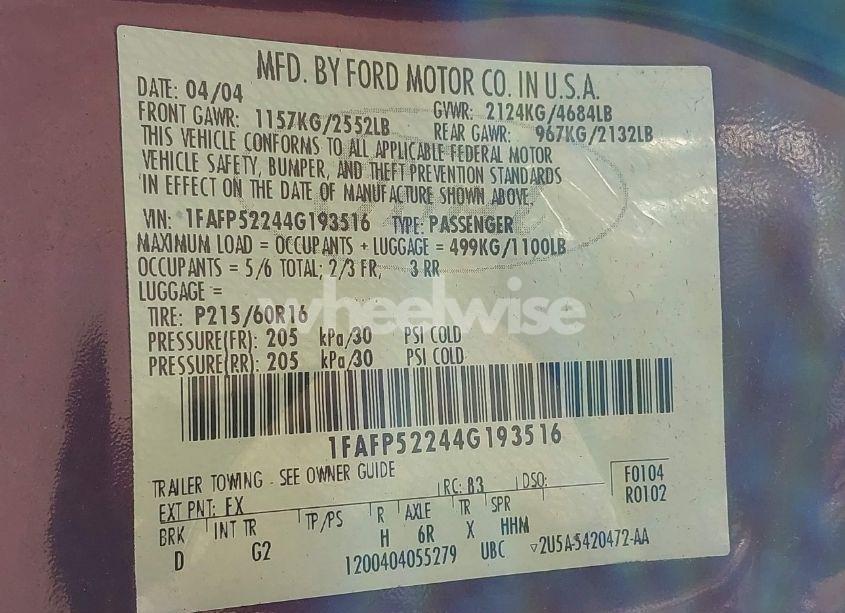 MFD. BY FORD MOTOR CO. IN U.S.A.
DATE: 04/04 GVWR: 2124KG/4684LB
FRONT GAWR: 1157KG/2552LB REAR GAWR: 967KG/2132LB
THIS VEHICLE CONFORMS TO ALL APPLICABLE FEDERAL MOTOR
VEHICLE SAFETY, BUMPER, AND THEFT PREVENTION STANDARDS
IN EFFECT ON THE DATE OF MANUFACTURE SHOWN ABOVE.
VIN: 1FAFP52244G193516 TYPE: PASSENGER
MAXIMUM LOAD = OCCUPANTS + LUGGAGE = 499KG/1100LB
OCCUPANTS = 5/6 TOTAL; 2/3 FR, 3 RR
LUGGAGE =
wheelwise
TIRE: P215/60R16
PRESSURE(FR): 205 kPa/30 PSI COLD
PRESSURE(RR): 205 kPa/30 PSI COLD
1FAFP52244G193516
TRAILER TOWING - SEE OWNER GUIDE
EXT PNT: FX RC: 83 DSO: F0104
R0102
BRK INT TR TP/PS R AXLE TR SPR
D G2 H 6R X HHM
1200404055279 UBC ▽2U5A-5420472-AA